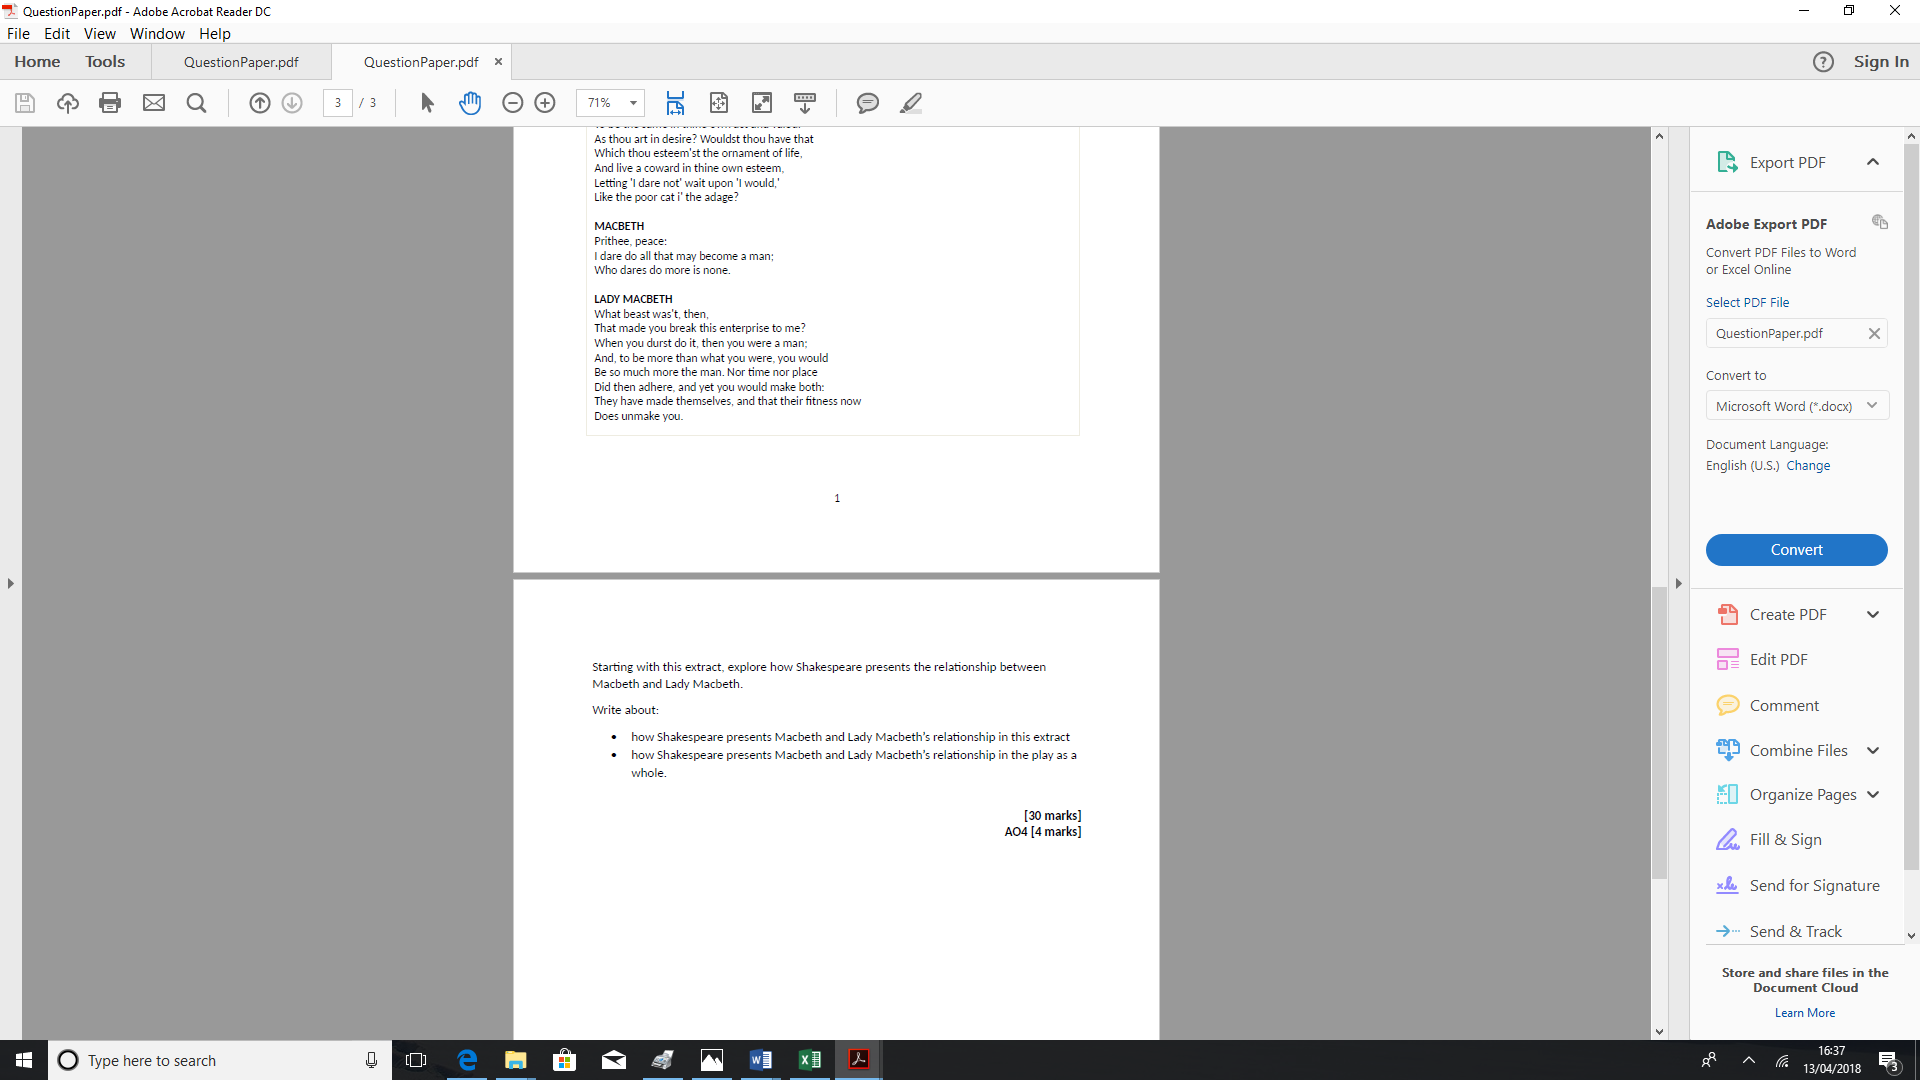 QuestionPaper.pdf - Adobe Acrobat Reader DC
File Edit View Window Help
Home Tools QuestionPaper.pdf QuestionPaper.pdf × ? Sign In
3 / 3 71%
As thou art in desire? Wouldst thou have that
Which thou esteem'st the ornament of life,
And live a coward in thine own esteem,
Letting 'I dare not' wait upon 'I would,'
Like the poor cat i' the adage?
MACBETH
Prithee, peace:
I dare do all that may become a man;
Who dares do more is none.
LADY MACBETH
What beast was't, then,
That made you break this enterprise to me?
When you durst do it, then you were a man;
And, to be more than what you were, you would
Be so much more the man. Nor time nor place
Did then adhere, and yet you would make both:
They have made themselves, and that their fitness now
Does unmake you.
1
Starting with this extract, explore how Shakespeare presents the relationship between
Macbeth and Lady Macbeth.
Write about:
• how Shakespeare presents Macbeth and Lady Macbeth's relationship in this extract
• how Shakespeare presents Macbeth and Lady Macbeth's relationship in the play as a
whole.
[30 marks]
AO4 [4 marks]
Export PDF
Adobe Export PDF
Convert PDF Files to Word
or Excel Online
Select PDF File
QuestionPaper.pdf
Convert to
Microsoft Word (*.docx)
Document Language:
English (U.S.) Change
Convert
Create PDF
Edit PDF
Comment
Combine Files
Organize Pages
Fill & Sign
Send for Signature
Send & Track
Store and share files in the
Document Cloud
Learn More
Type here to search
16:37
13/04/2018
3